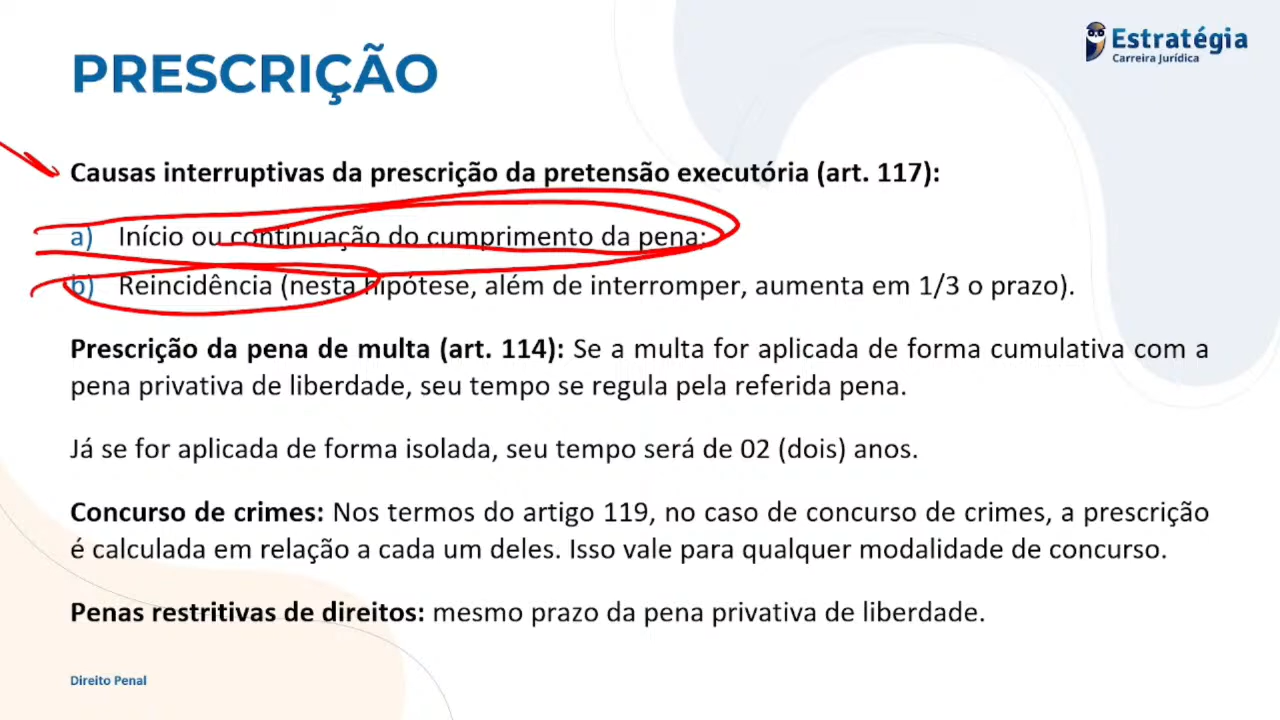 PRESCRIÇÃO
Estratégia
Carreira Jurídica
Causas interruptivas da prescrição da pretensão executória (art. 117):
a) Início ou continuação do cumprimento da pena;
b) Reincidência (nesta hipótese, além de interromper, aumenta em 1/3 o prazo).
Prescrição da pena de multa (art. 114): Se a multa for aplicada de forma cumulativa com a
pena privativa de liberdade, seu tempo se regula pela referida pena.
Já se for aplicada de forma isolada, seu tempo será de 02 (dois) anos.
Concurso de crimes: Nos termos do artigo 119, no caso de concurso de crimes, a prescrição
é calculada em relação a cada um deles. Isso vale para qualquer modalidade de concurso.
Penas restritivas de direitos: mesmo prazo da pena privativa de liberdade.
Direito Penal